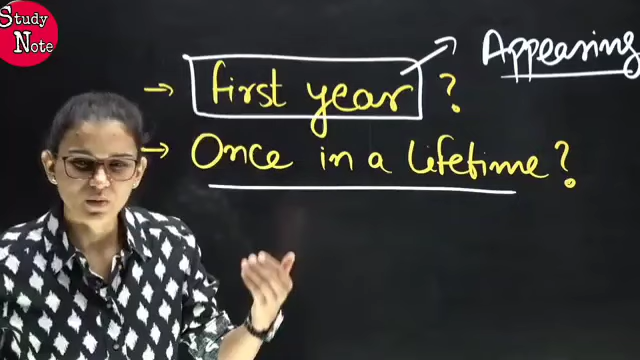 Study
Note
Appearing
→ First year ?
→ Once in a Lifetime ?